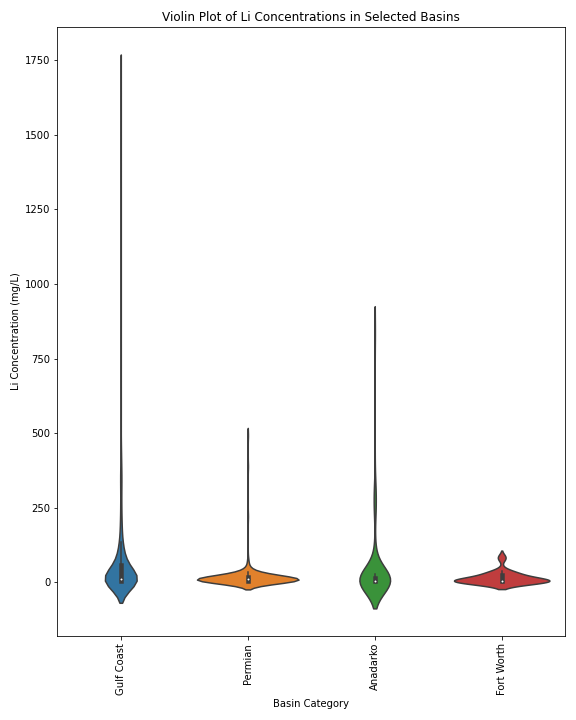 Violin Plot of Li Concentrations in Selected Basins
Li Concentration (mg/L)
1750
1500
1250
1000
750
500
250
0
Gulf Coast
Permian
Anadarko
Fort Worth
Basin Category